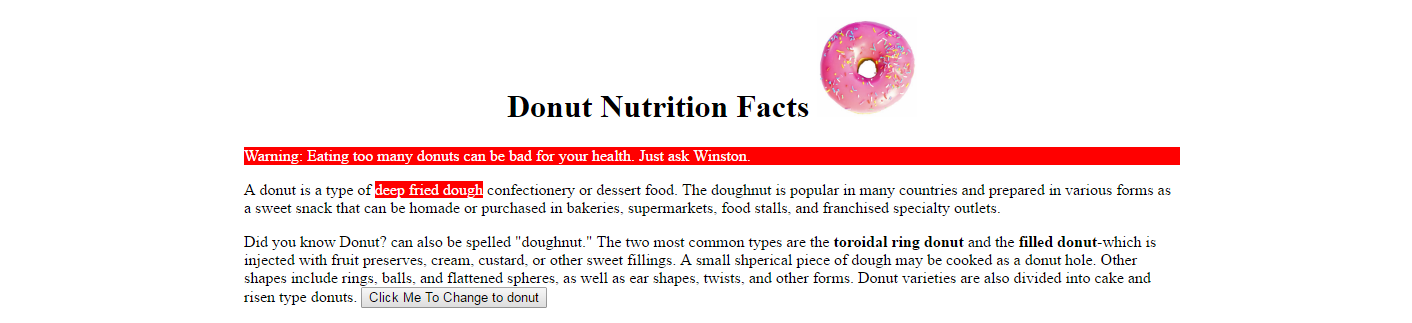 Donut Nutrition Facts
Warning: Eating too many donuts can be bad for your health. Just ask Winston.
A donut is a type of deep fried dough confectionery or dessert food. The doughnut is popular in many countries and prepared in various forms as
a sweet snack that can be homade or purchased in bakeries, supermarkets, food stalls, and franchised specialty outlets.
Did you know Donut? can also be spelled "doughnut." The two most common types are the toroidal ring donut and the filled donut-which is
injected with fruit preserves, cream, custard, or other sweet fillings. A small shperical piece of dough may be cooked as a donut hole. Other
shapes include rings, balls, and flattened spheres, as well as ear shapes, twists, and other forms. Donut varieties are also divided into cake and
risen type donuts. Click Me To Change to donut